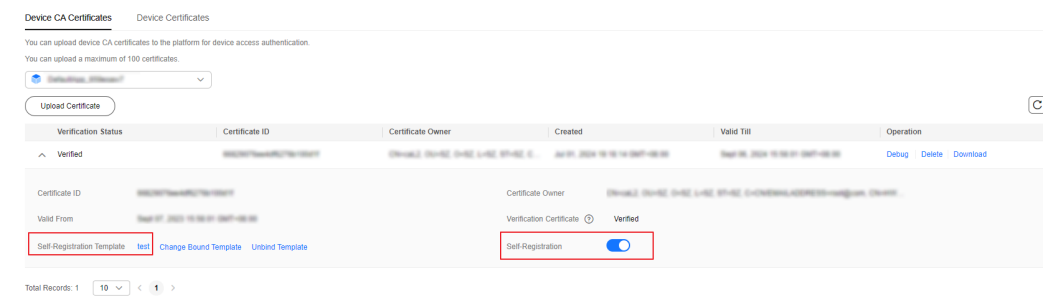 Device CA Certificates Device Certificates
You can upload device CA certificates to the platform for device access authentication.
You can upload a maximum of 100 certificates.
Upload Certificate
Verification Status Certificate ID Certificate Owner Created Valid Till Operation
Verified Debug Delete Download
Certificate ID Certificate Owner
Valid From Verification Certificate ? Verified
Self-Registration Template test Change Bound Template Unbind Template Self-Registration
Total Records: 1 10 < 1 >